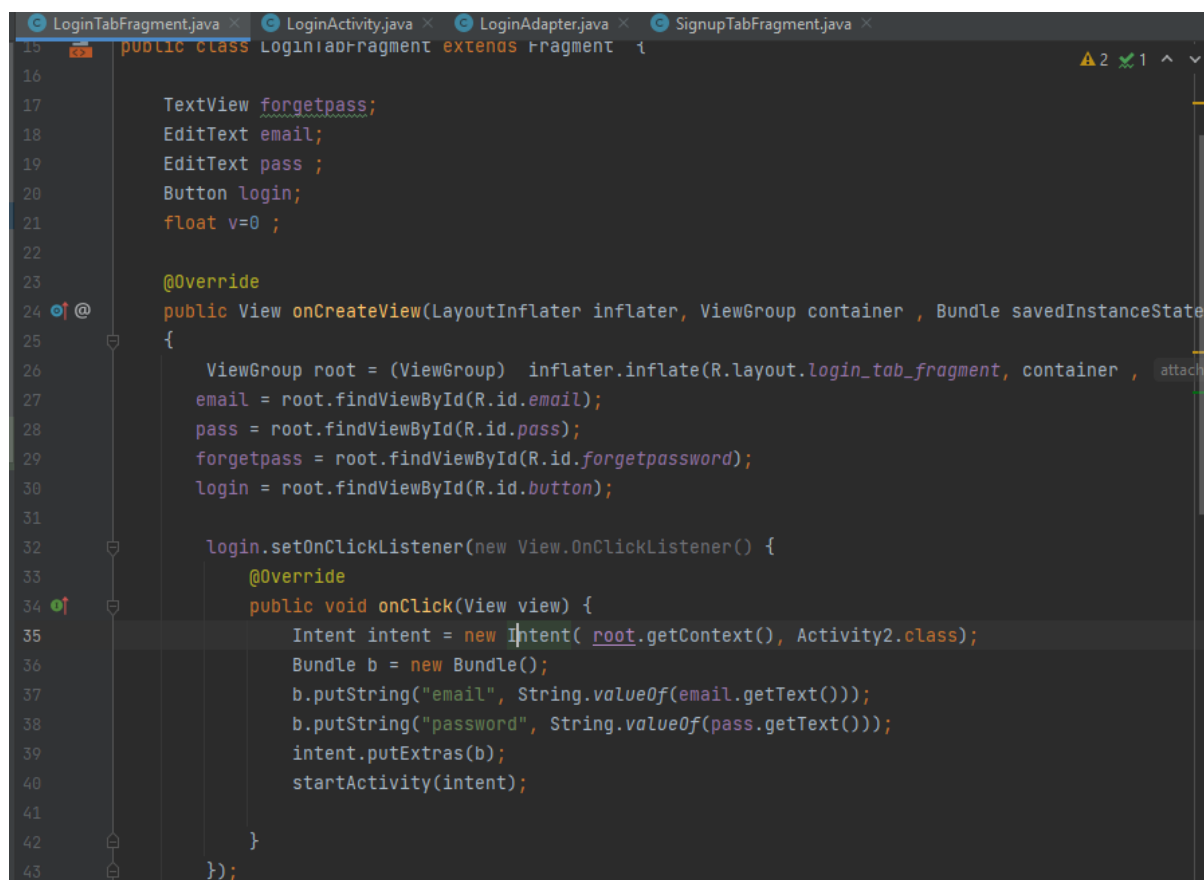 LoginTabFragment.java LoginActivity.java LoginAdapter.java SignupTabFragment.java
15 public class LoginTabFragment extends Fragment {
2 1
16
17 TextView forgetpass;
18 EditText email;
19 EditText pass ;
20 Button login;
21 float v=0 ;
22
23 @Override
24 @ public View onCreateView(LayoutInflater inflater, ViewGroup container , Bundle savedInstanceState
25 {
26 ViewGroup root = (ViewGroup) inflater.inflate(R.layout.login_tab_fragment, container , attach
27 email = root.findViewById(R.id.email);
28 pass = root.findViewById(R.id.pass);
29 forgetpass = root.findViewById(R.id.forgetpassword);
30 login = root.findViewById(R.id.button);
31
32 login.setOnClickListener(new View.OnClickListener() {
33 @Override
34 public void onClick(View view) {
35 Intent intent = new Intent( root.getContext(), Activity2.class);
36 Bundle b = new Bundle();
37 b.putString("email", String.valueOf(email.getText()));
38 b.putString("password", String.valueOf(pass.getText()));
39 intent.putExtras(b);
40 startActivity(intent);
41
42 }
43 });